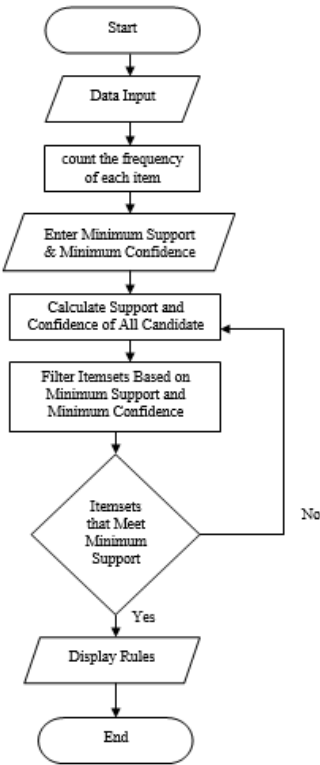 Start
Data Input
count the frequency
of each item
Enter Minimum Support
& Minimum Confidence
Calculate Support and
Confidence of All Candidate
Filter Itemsets Based on
Minimum Support and
Minimum Confidence
Itemsets
that Meet
Minimum
Support
No
Yes
Display Rules
End